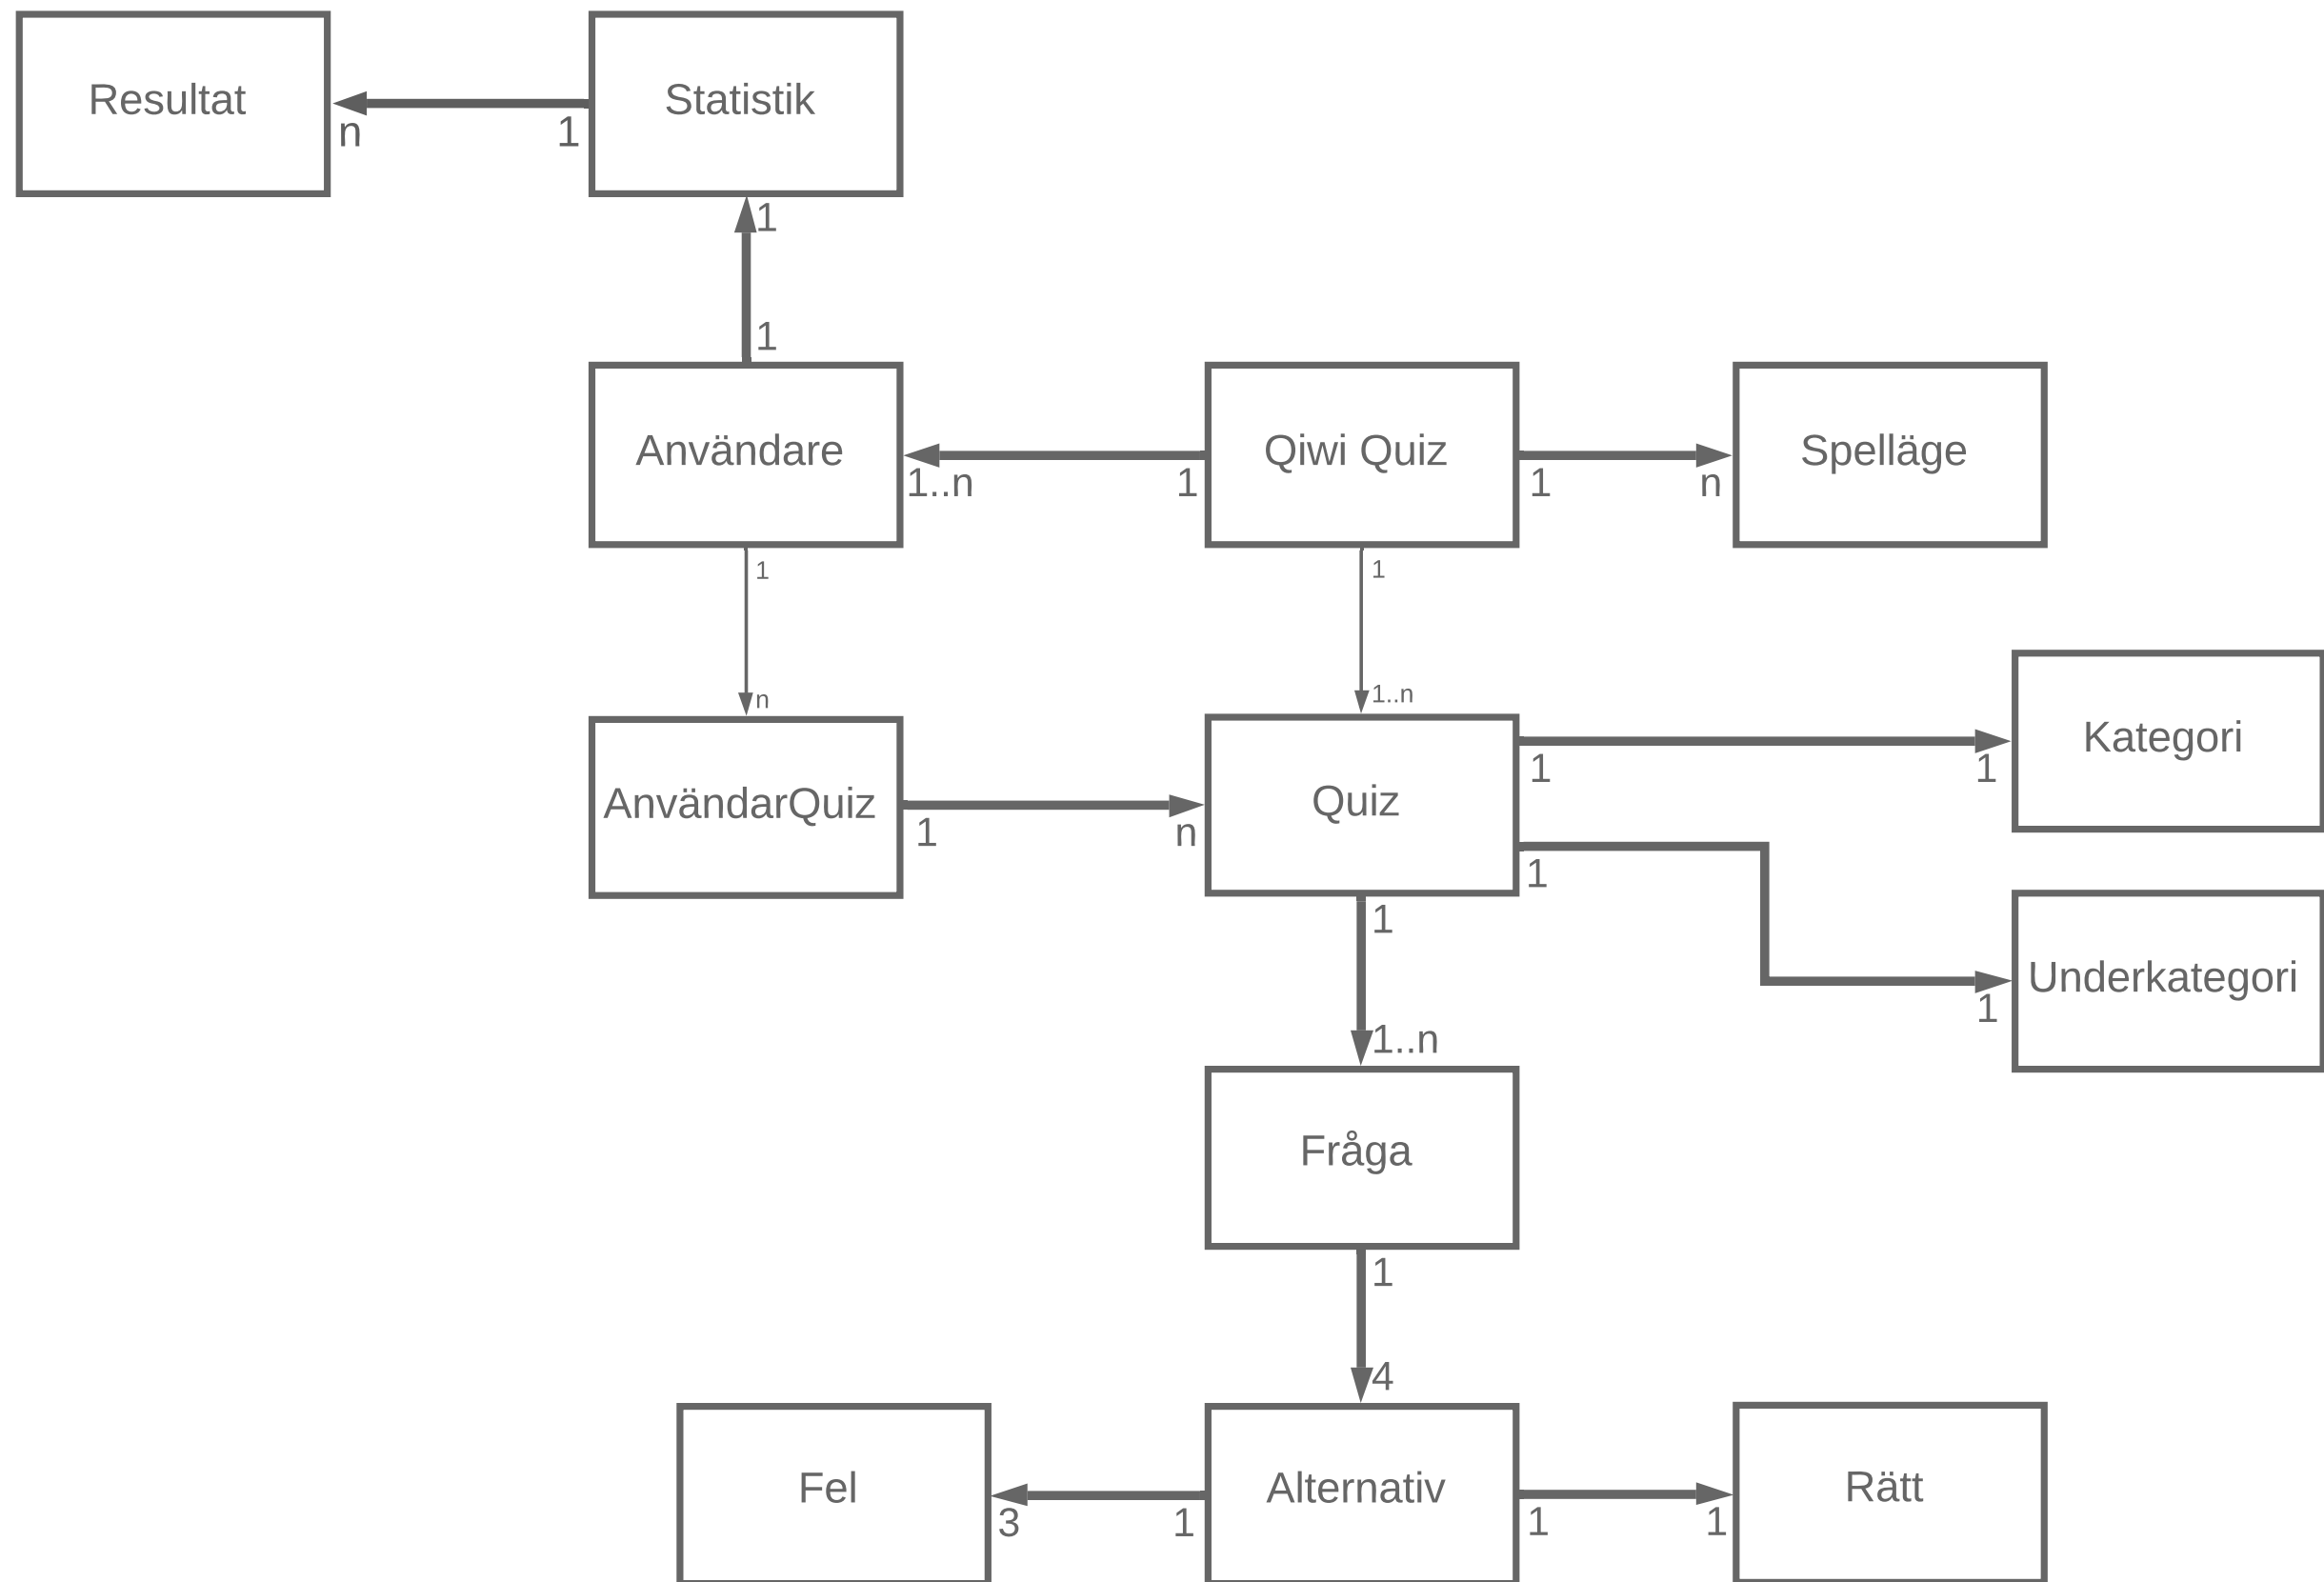 Resultat
Statistik
n
1
1
1
Användare
Qiwi Quiz
Spelläge
1..n
1
1
n
1
1
n
1..n
Kategori
AnvändarQuiz
Quiz
1
1
1
n
1
1
Underkategori
1
1..n
Fråga
1
4
Fel
Alternativ
Rätt
3
1
1
1